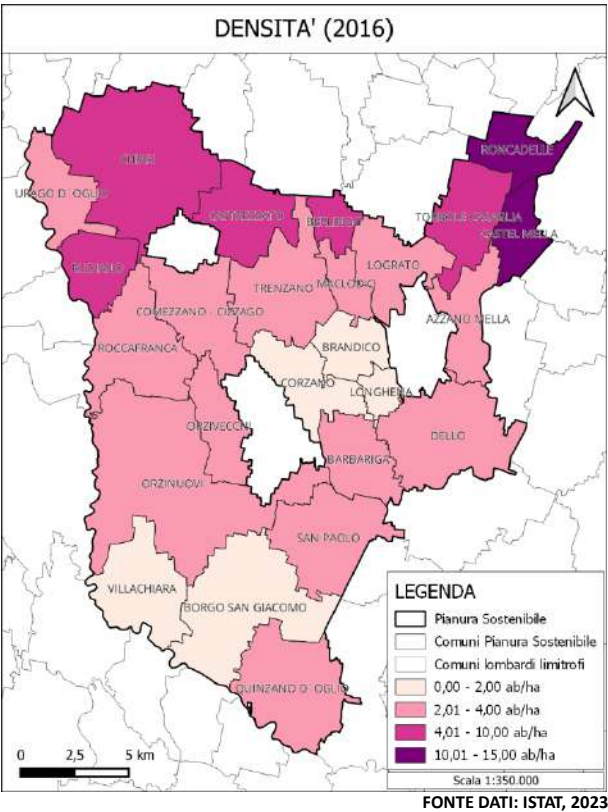 DENSITA' (2016)
RONCADELLE
CHIARI
URAGO D' OGLIO
CASTREZZATO
BERLINGO
TORBOLE CASAGLIA
CASTEL MELLA
RUDIANO
LOGRATO
TRENZANO
MACLODIO
COMEZZANO - CIZZAGO
AZZANO MELLA
ROCCAFRANCA
BRANDICO
CORZANO
LONGHENA
ORZIVECCHI
DELLO
BARBARIGA
ORZINUOVI
SAN PAOLO
VILLACHIARA
BORGO SAN GIACOMO
QUINZANO D' OGLIO
LEGENDA
Pianura Sostenibile
Comuni Pianura Sostenibile
Comuni lombardi limitrofi
0,00 - 2,00 ab/ha
2,01 - 4,00 ab/ha
4,01 - 10,00 ab/ha
10,01 - 15,00 ab/ha
0 2,5 5 km
Scala 1:350.000
FONTE DATI: ISTAT, 2023